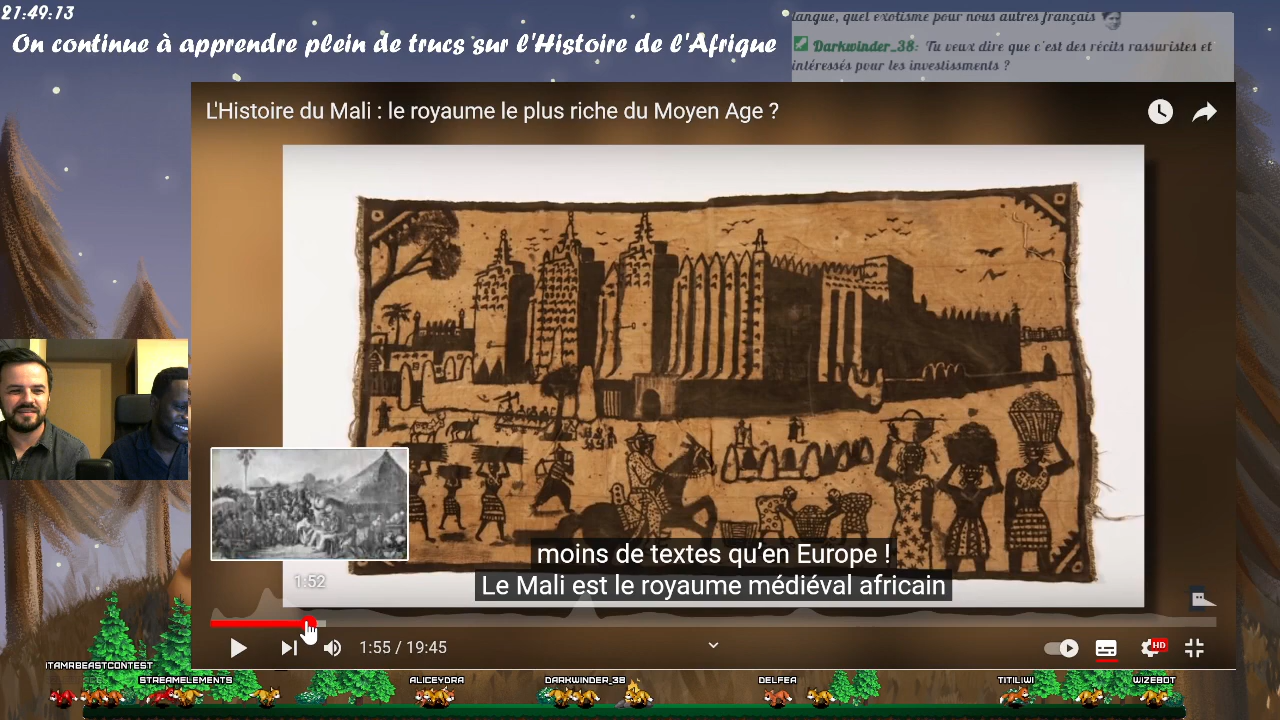 21:49:13
On continue à apprendre plein de trucs sur l'Histoire de l'Afrique
langue, quel exotisme pour nous autres français
Darkwinder_38: Tu veux dire que c'est des récits rassuristes et
intéressés pour les investissments ?
L'Histoire du Mali : le royaume le plus riche du Moyen Age ?
moins de textes qu'en Europe !
Le Mali est le royaume médiéval africain
1:52
1:55 / 19:45
HD
ITAMRBEASTCONTEST
STREAMELEMENTS
ALICEYDRA
DARKWINDER_38
DELFEA
TITILIWI
WIZEBOT